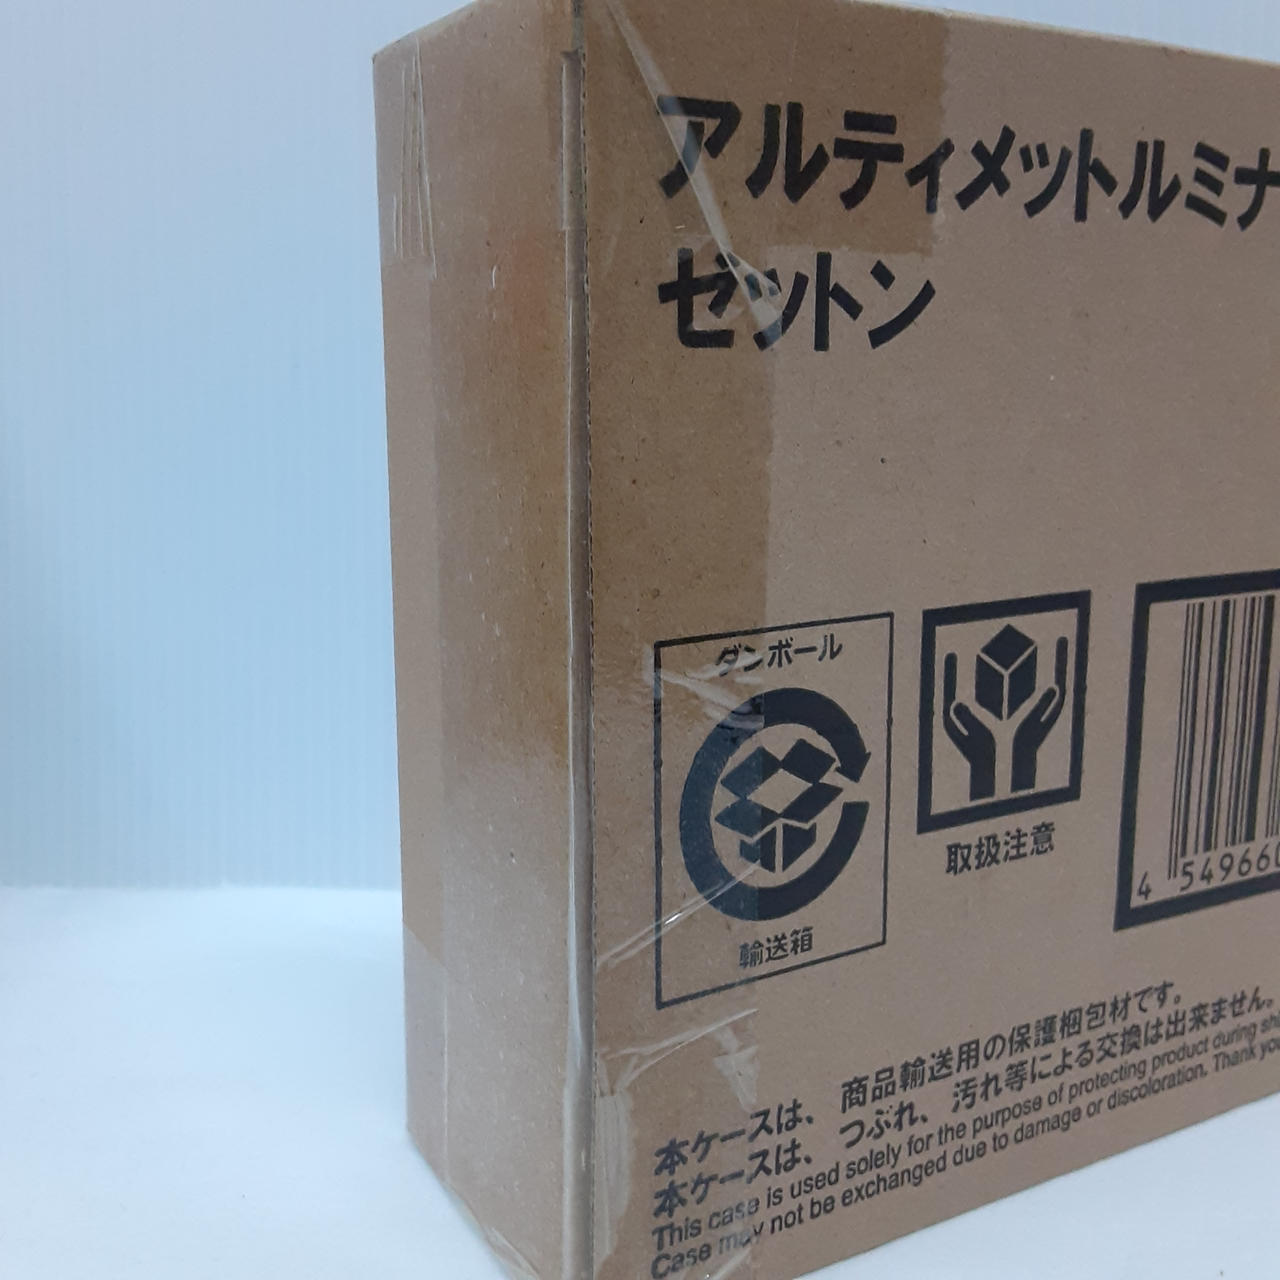 アルティメットルミナ
ゼットン
ダンボール
輸送箱
取扱注意
4 549660
本ケースは、商品輸送用の保護梱包材です。
本ケースは、つぶれ、汚れ等による交換は出来ません。
This case is used solely for the purpose of protecting product during
Case may not be exchanged due to damage or discoloration. Thank you